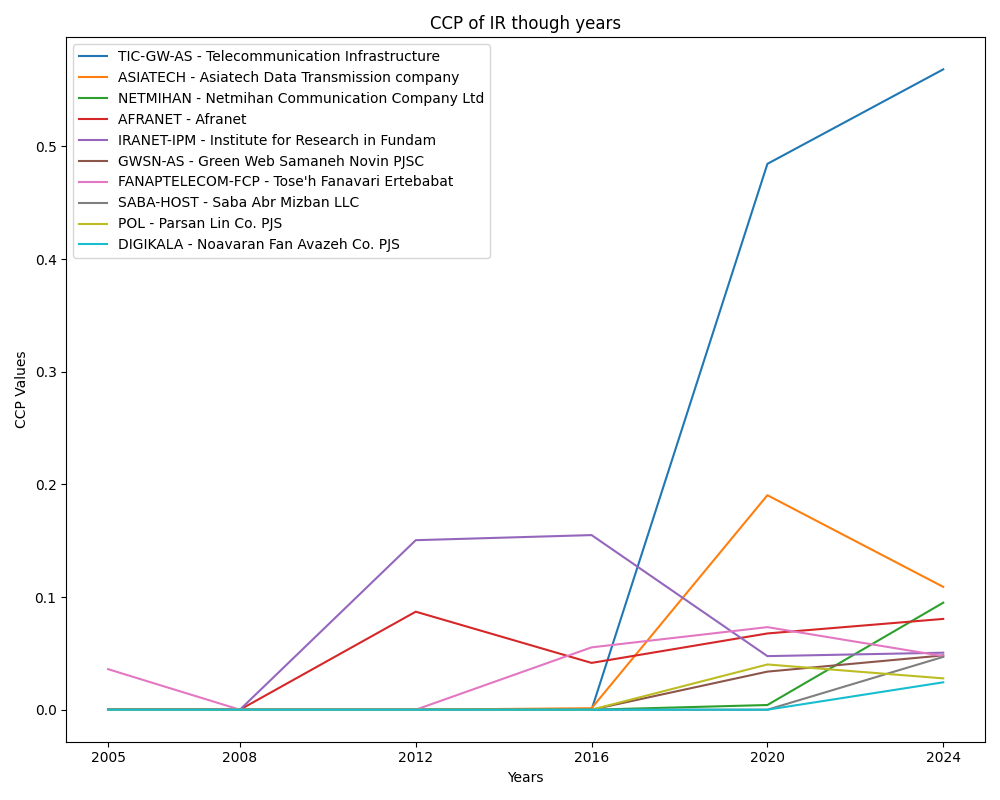 CCP of IR though years
TIC-GW-AS - Telecommunication Infrastructure
ASIATECH - Asiatech Data Transmission company
NETMIHAN - Netmihan Communication Company Ltd
AFRANET - Afranet
IRANET-IPM - Institute for Research in Fundam
GWSN-AS - Green Web Samaneh Novin PJSC
FANAPTELECOM-FCP - Tose'h Fanavari Ertebabat
SABA-HOST - Saba Abr Mizban LLC
POL - Parsan Lin Co. PJS
DIGIKALA - Noavaran Fan Avazeh Co. PJS
CCP Values
0.5
0.4
0.3
0.2
0.1
0.0
2005 2008 2012 2016 2020 2024
Years